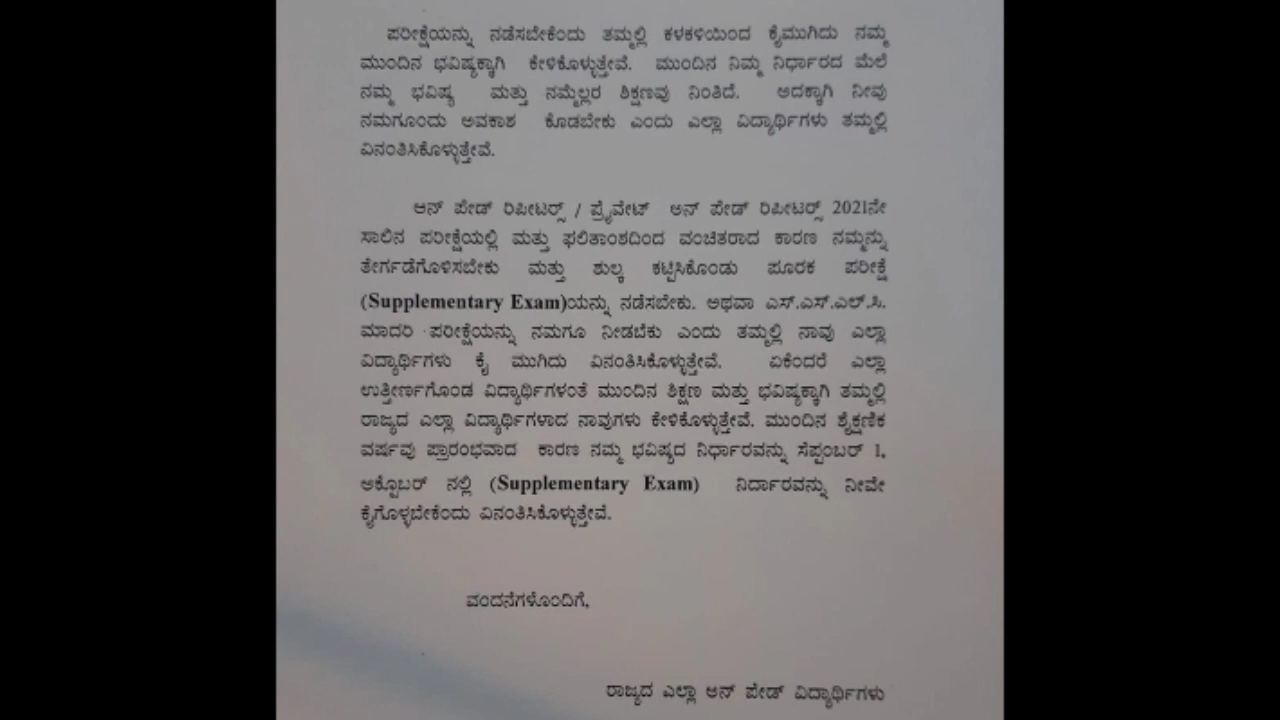 ಪರೀಕ್ಷೆಯನ್ನು ನಡೆಸಬೇಕೆಂದು ತಮ್ಮಲ್ಲಿ ಕಳಕಳಿಯಿಂದ ಕೈಮುಗಿದು ನಮ್ಮ
ಮುಂದಿನ ಭವಿಷ್ಯಕ್ಕಾಗಿ ಕೇಳಿಕೊಳ್ಳುತ್ತೇವೆ. ಮುಂದಿನ ನಿಮ್ಮ ನಿರ್ಧಾರದ ಮೆಲೆ
ನಮ್ಮ ಭವಿಷ್ಯ ಮತ್ತು ನಮ್ಮೆಲ್ಲರ ಶಿಕ್ಷಣವು ನಿಂತಿದೆ. ಅದಕ್ಕಾಗಿ ನೀವು
ನಮಗೂಂದು ಅವಕಾಶ ಕೊಡಬೇಕು ಎಂದು ಎಲ್ಲಾ ವಿದ್ಯಾರ್ಥಿಗಳು ತಮ್ಮಲ್ಲಿ
ವಿನಂತಿಸಿಕೊಳ್ಳುತ್ತೇವೆ.
ಆನ್ ಪೇಡ್ ರಿಪೀಟರ್‍ಸ್ / ಪ್ರೈವೇಟ್ ಅನ್ ಪೇಡ್ ರಿಪೀಟರ್‍ಸ್ 2021ನೇ
ಸಾಲಿನ ಪರೀಕ್ಷೆಯಲ್ಲಿ ಮತ್ತು ಫಲಿತಾಂಶದಿಂದ ವಂಚಿತರಾದ ಕಾರಣ ನಮ್ಮನ್ನು
ತೇರ್ಗಡೆಗೊಳಿಸಬೇಕು ಮತ್ತು ಶುಲ್ಕ ಕಟ್ಟಿಸಿಕೊಂಡು ಪೂರಕ ಪರೀಕ್ಷೆ
(Supplementary Exam)ಯನ್ನು ನಡೆಸಬೇಕು. ಅಥವಾ ಎಸ್.ಎಸ್.ಎಲ್.ಸಿ.
ಮಾದರಿ ಪರೀಕ್ಷೆಯನ್ನು ನಮಗೂ ನೀಡಬೆಕು ಎಂದು ತಮ್ಮಲ್ಲಿ ನಾವು ಎಲ್ಲಾ
ವಿದ್ಯಾರ್ಥಿಗಳು ಕೈ ಮುಗಿದು ವಿನಂತಿಸಿಕೊಳ್ಳುತ್ತೇವೆ. ಏಕೆಂದರೆ ಎಲ್ಲಾ
ಉತ್ತೀರ್ಣಗೊಂಡ ವಿದ್ಯಾರ್ಥಿಗಳಂತೆ ಮುಂದಿನ ಶಿಕ್ಷಣ ಮತ್ತು ಭವಿಷ್ಯಕ್ಕಾಗಿ ತಮ್ಮಲ್ಲಿ
ರಾಜ್ಯದ ಎಲ್ಲಾ ವಿದ್ಯಾರ್ಥಿಗಳಾದ ನಾವುಗಳು ಕೇಳಿಕೊಳ್ಳುತ್ತೇವೆ. ಮುಂದಿನ ಶೈಕ್ಷಣಿಕ
ವರ್ಷವು ಪ್ರಾರಂಭವಾದ ಕಾರಣ ನಮ್ಮ ಭವಿಷ್ಯದ ನಿರ್ಧಾರವನ್ನು ಸೆಪ್ಟಂಬರ್ 1,
ಅಕ್ಟೊಬರ್ ನಲ್ಲಿ (Supplementary Exam) ನಿರ್ದಾರವನ್ನು ನೀವೇ
ಕೈಗೊಳ್ಳಬೇಕೆಂದು ವಿನಂತಿಸಿಕೊಳ್ಳುತ್ತೇವೆ.
ವಂದನೆಗಳೊಂದಿಗೆ,
ರಾಜ್ಯದ ಎಲ್ಲಾ ಅನ್ ಪೇಡ್ ವಿದ್ಯಾರ್ಥಿಗಳು